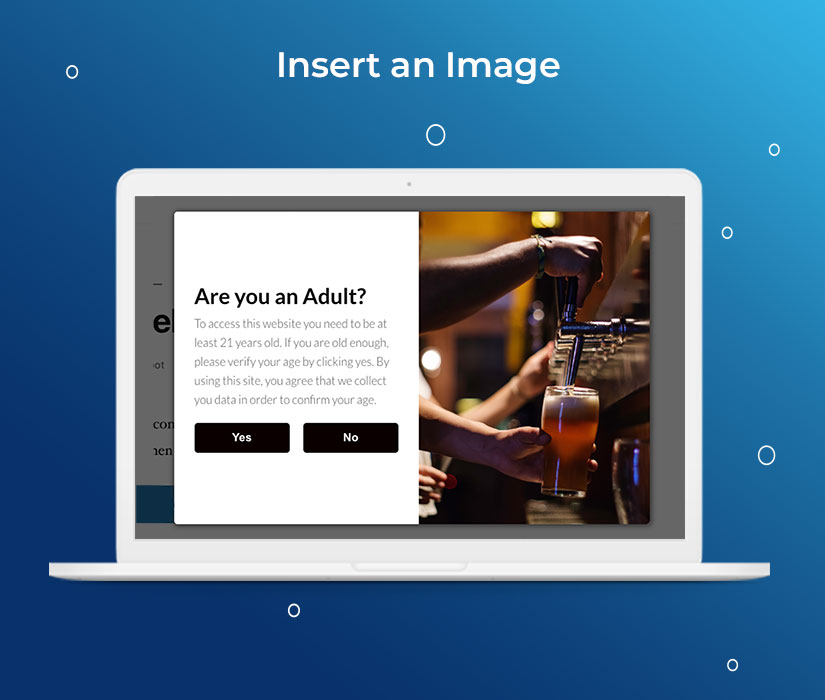 Insert an Image
Are you an Adult?
To access this website you need to be at
least 21 years old. If you are old enough,
please verify your age by clicking yes. By
using this site, you agree that we collect
you data in order to confirm your age.
Yes
No